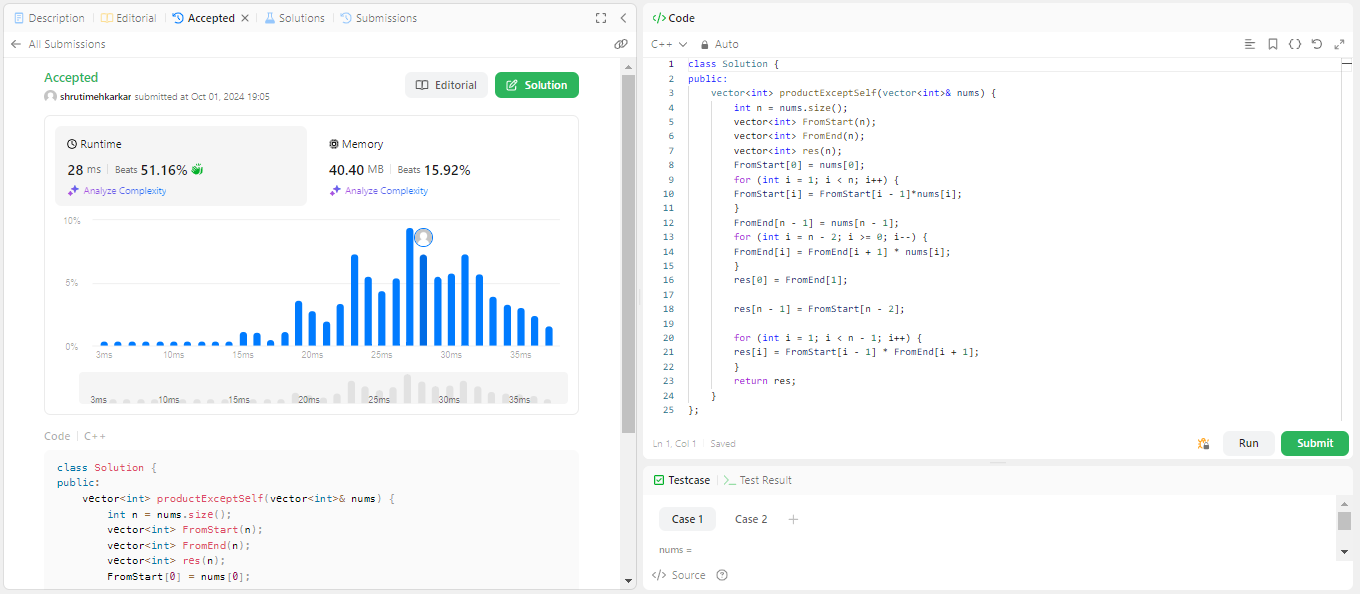 Description Editorial Accepted Solutions Submissions
All Submissions
Accepted
shrutimehkarkar submitted at Oct 01, 2024 19:05
Editorial Solution
Runtime
28 ms Beats 51.16%
Analyze Complexity
Memory
40.40 MB Beats 15.92%
Analyze Complexity
10%
5%
0%
3ms 10ms 15ms 20ms 25ms 30ms 35ms
3ms 10ms 15ms 20ms 25ms 30ms 35ms
Code C++
class Solution {
public:
vector<int> productExceptSelf(vector<int>& nums) {
int n = nums.size();
vector<int> FromStart(n);
vector<int> FromEnd(n);
vector<int> res(n);
FromStart[0] = nums[0];
</> Code
C++ Auto
1 class Solution {
2 public:
3 vector<int> productExceptSelf(vector<int>& nums) {
4 int n = nums.size();
5 vector<int> FromStart(n);
6 vector<int> FromEnd(n);
7 vector<int> res(n);
8 FromStart[0] = nums[0];
9 for (int i = 1; i < n; i++) {
10 FromStart[i] = FromStart[i - 1]*nums[i];
11 }
12 FromEnd[n - 1] = nums[n - 1];
13 for (int i = n - 2; i >= 0; i--) {
14 FromEnd[i] = FromEnd[i + 1] * nums[i];
15 }
16 res[0] = FromEnd[1];
17
18 res[n - 1] = FromStart[n - 2];
19
20 for (int i = 1; i < n - 1; i++) {
21 res[i] = FromStart[i - 1] * FromEnd[i + 1];
22 }
23 return res;
24 }
25 };
Ln 1, Col 1 Saved
Run Submit
Testcase >_ Test Result
Case 1 Case 2 +
nums =
</> Source ?